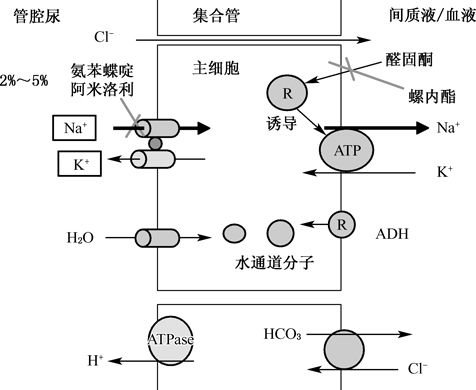 管腔尿 集合管 间质液/血液
Cl⁻
2%～5%
氨苯蝶啶
阿米洛利
主细胞
醛固酮
R
螺内酯
诱导
Na⁺
Na⁺
ATP
K⁺
K⁺
H₂O
R
ADH
水通道分子
HCO₃
ATPase
H⁺
Cl⁻